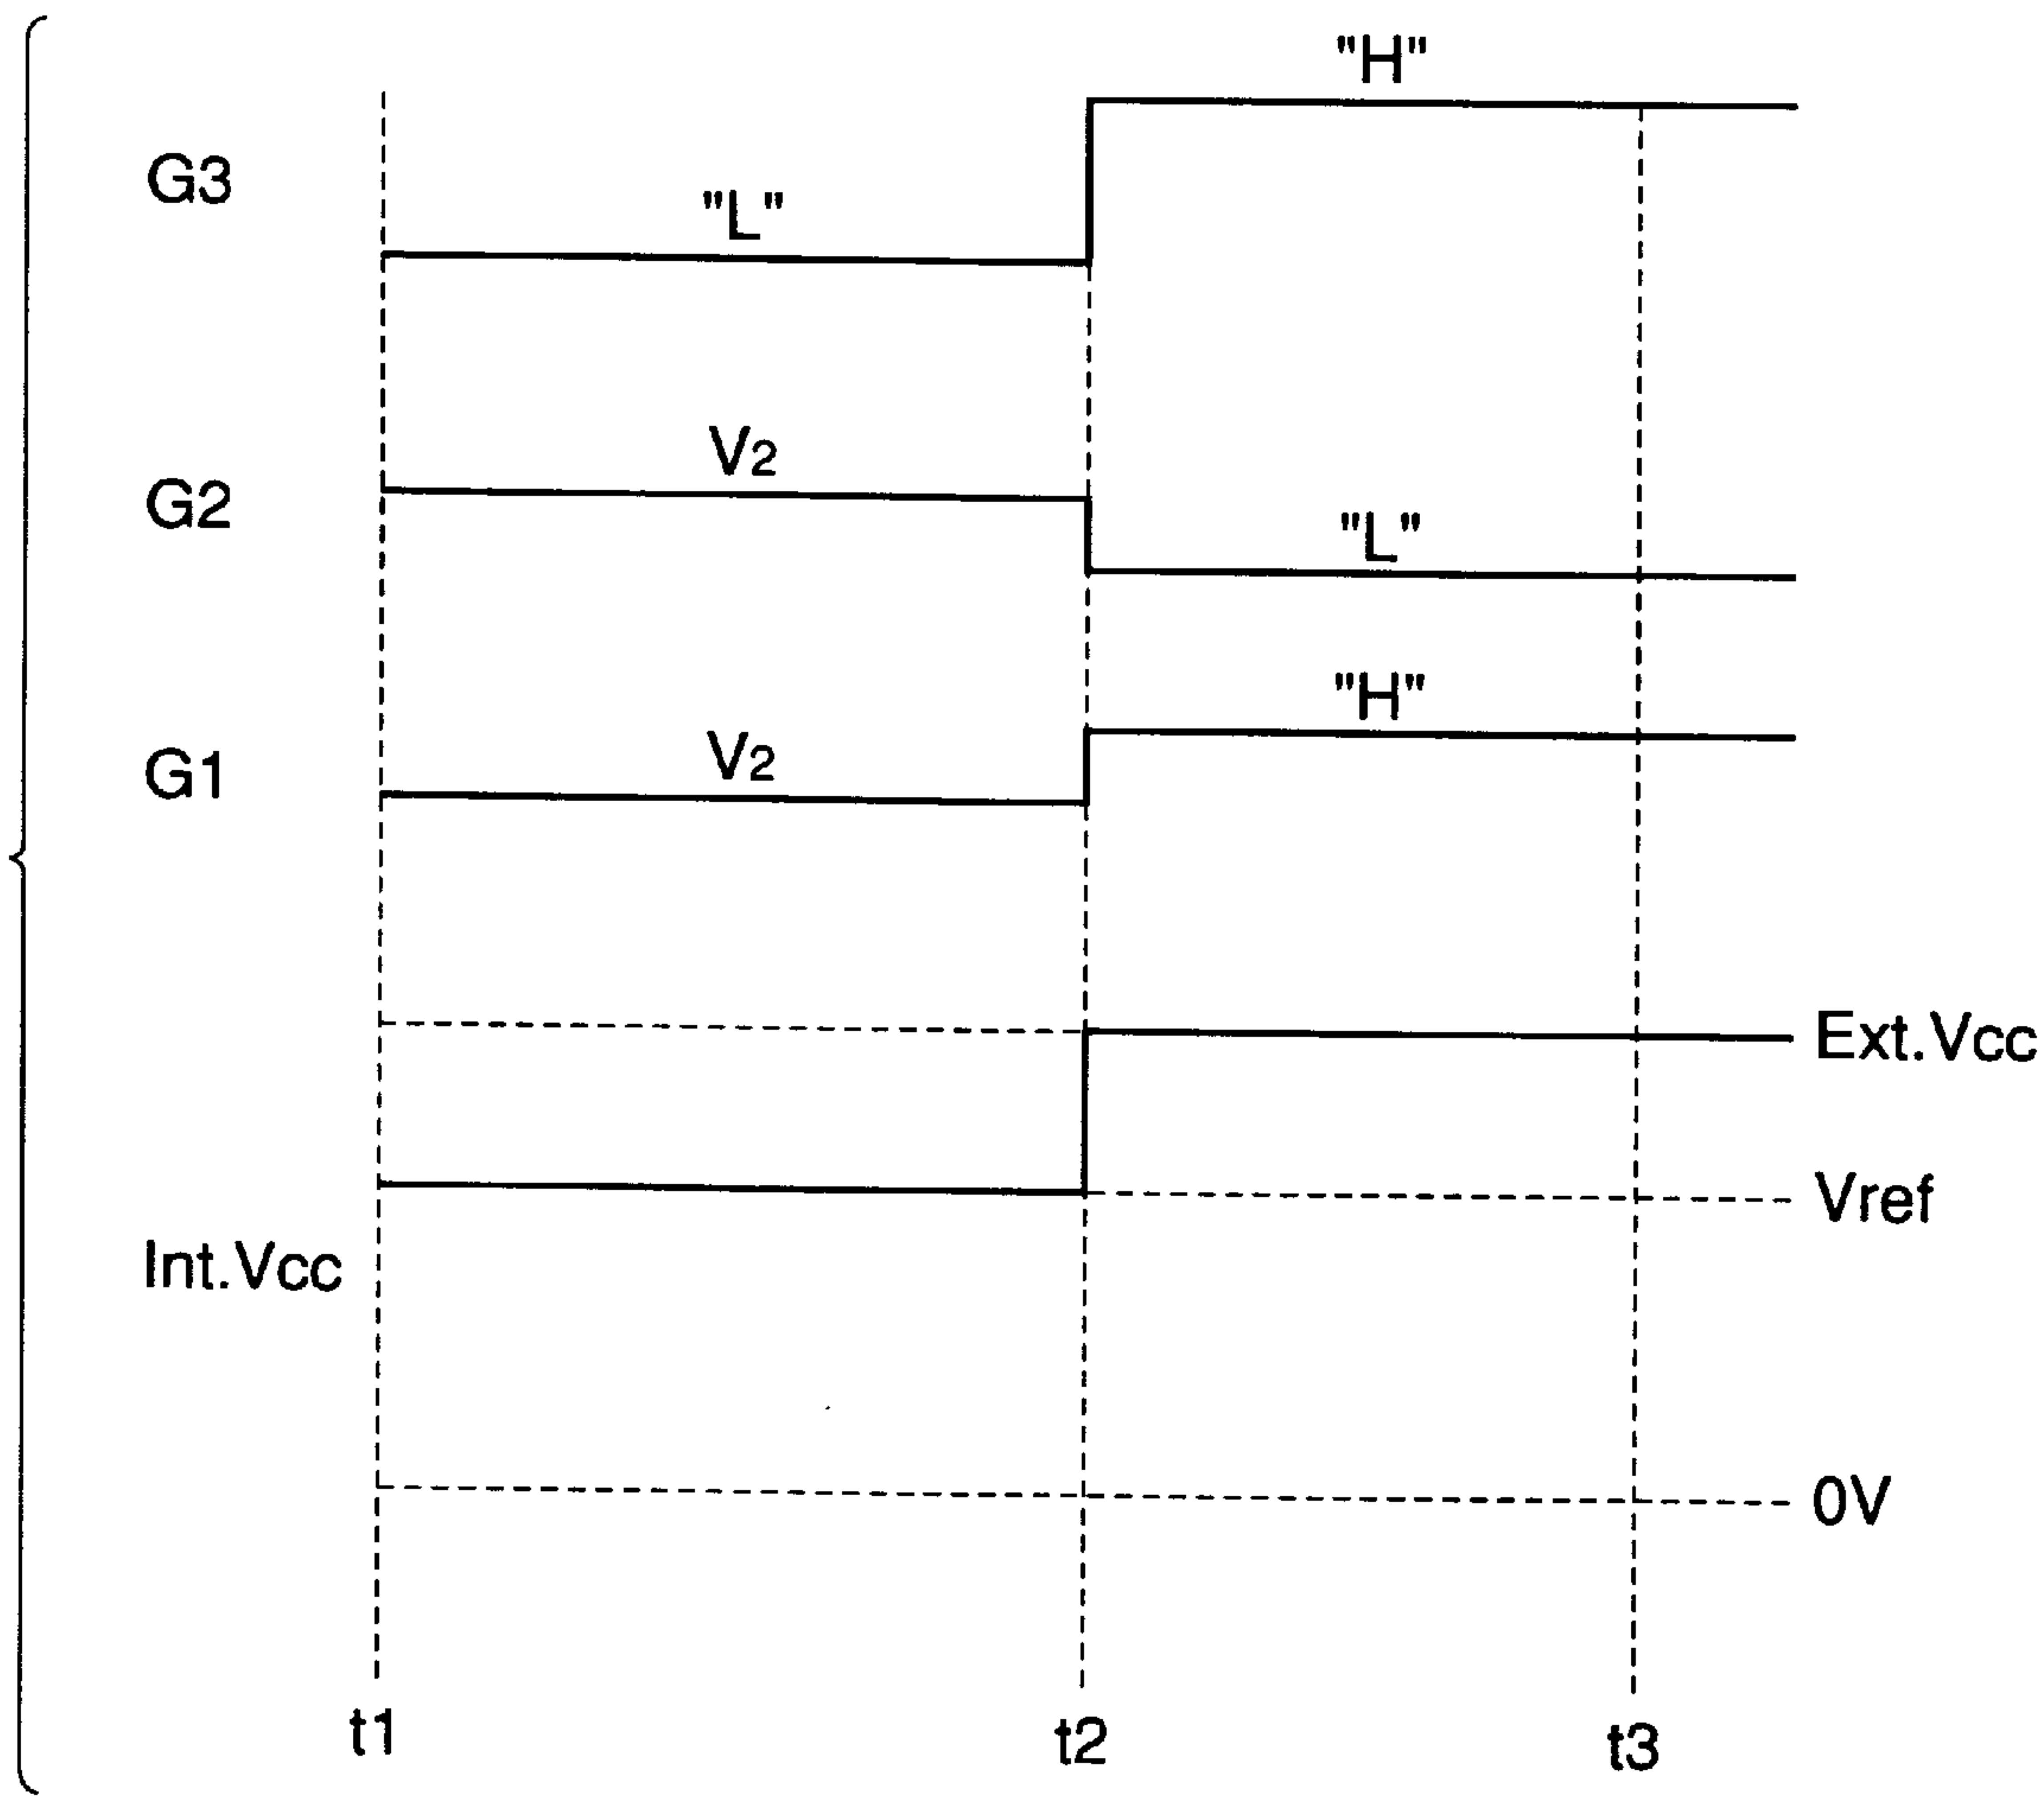 "H"
G3
"L"
V2
G2
"L"
"H"
V2
G1
Ext.Vcc
Vref
Int.Vcc
0V
t1
t2
t3